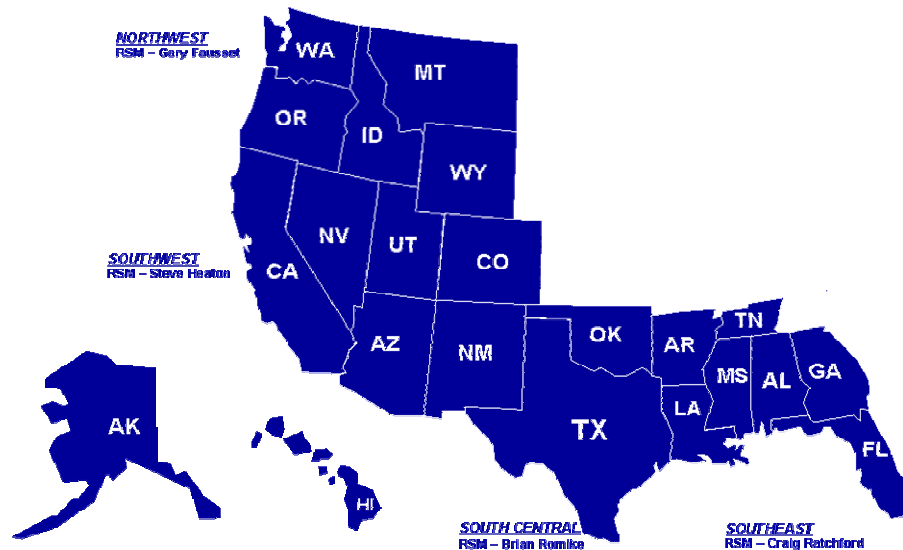 NORTHWEST
RSM – Gary Fausset
WA
MT
OR
ID
WY
NV
UT
CO
CA
SOUTHWEST
RSM – Steve Heaton
AZ
NM
OK
AR
TN
MS
AL
GA
LA
TX
FL
AK
HI
SOUTH CENTRAL
RSM – Brian Romike
SOUTHEAST
RSM – Craig Ratchford